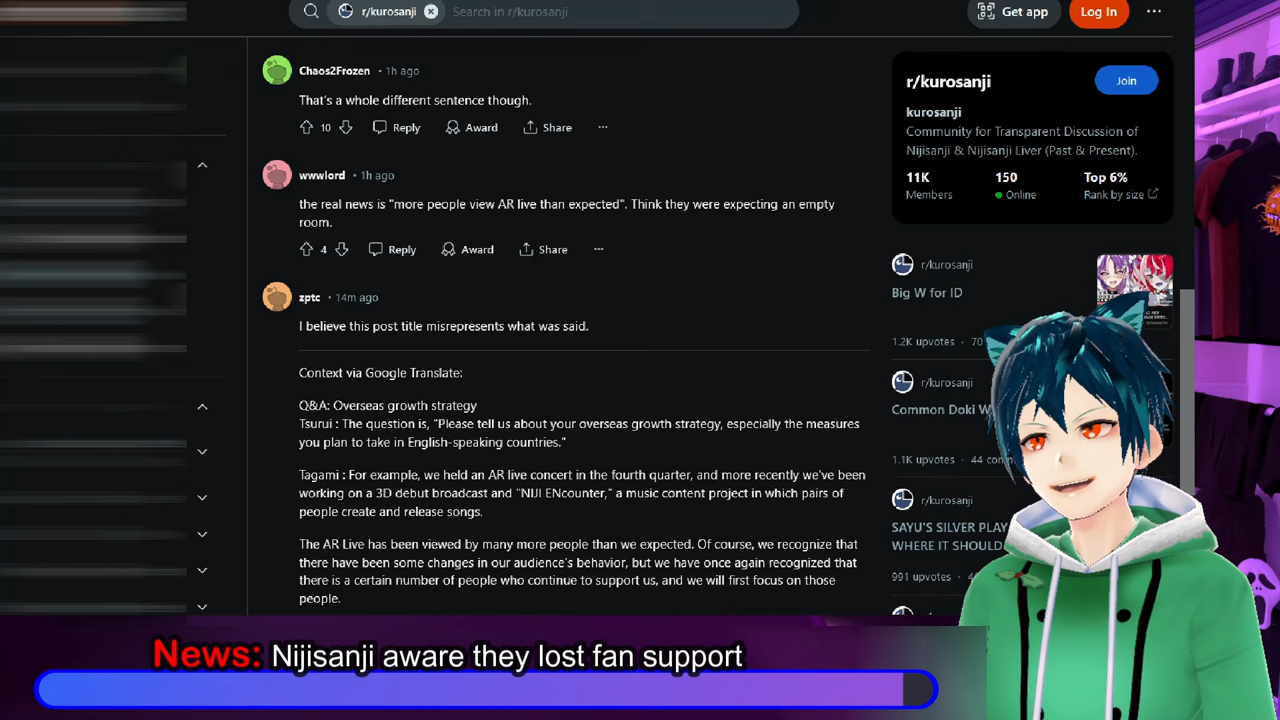 r/kurosanji
Search in r/kurosanji
Get app
Log In
Chaos2Frozen • 1h ago
That's a whole different sentence though.
10 Reply Award Share
wwwlord • 1h ago
the real news is "more people view AR live than expected". Think they were expecting an empty
room.
4 Reply Award Share
zptc • 14m ago
I believe this post title misrepresents what was said.
Context via Google Translate:
Q&A: Overseas growth strategy
Tsurui : The question is, "Please tell us about your overseas growth strategy, especially the measures
you plan to take in English-speaking countries."
Tagami : For example, we held an AR live concert in the fourth quarter, and more recently we've been
working on a 3D debut broadcast and "NIJI ENcounter," a music content project in which pairs of
people create and release songs.
The AR Live has been viewed by many more people than we expected. Of course, we recognize that
there have been some changes in our audience's behavior, but we have once again recognized that
there is a certain number of people who continue to support us, and we will first focus on those
people.
r/kurosanji
Join
kurosanji
Community for Transparent Discussion of
Nijisanji & Nijisanji Liver (Past & Present).
11K 150 Top 6%
Members Online Rank by size
r/kurosanji
Big W for ID
1.2K upvotes • 70
r/kurosanji
Common Doki W
1.1K upvotes • 44
r/kurosanji
SAYU'S SILVER PLAY
WHERE IT SHOULD
991 upvotes
News: Nijisanji aware they lost fan support